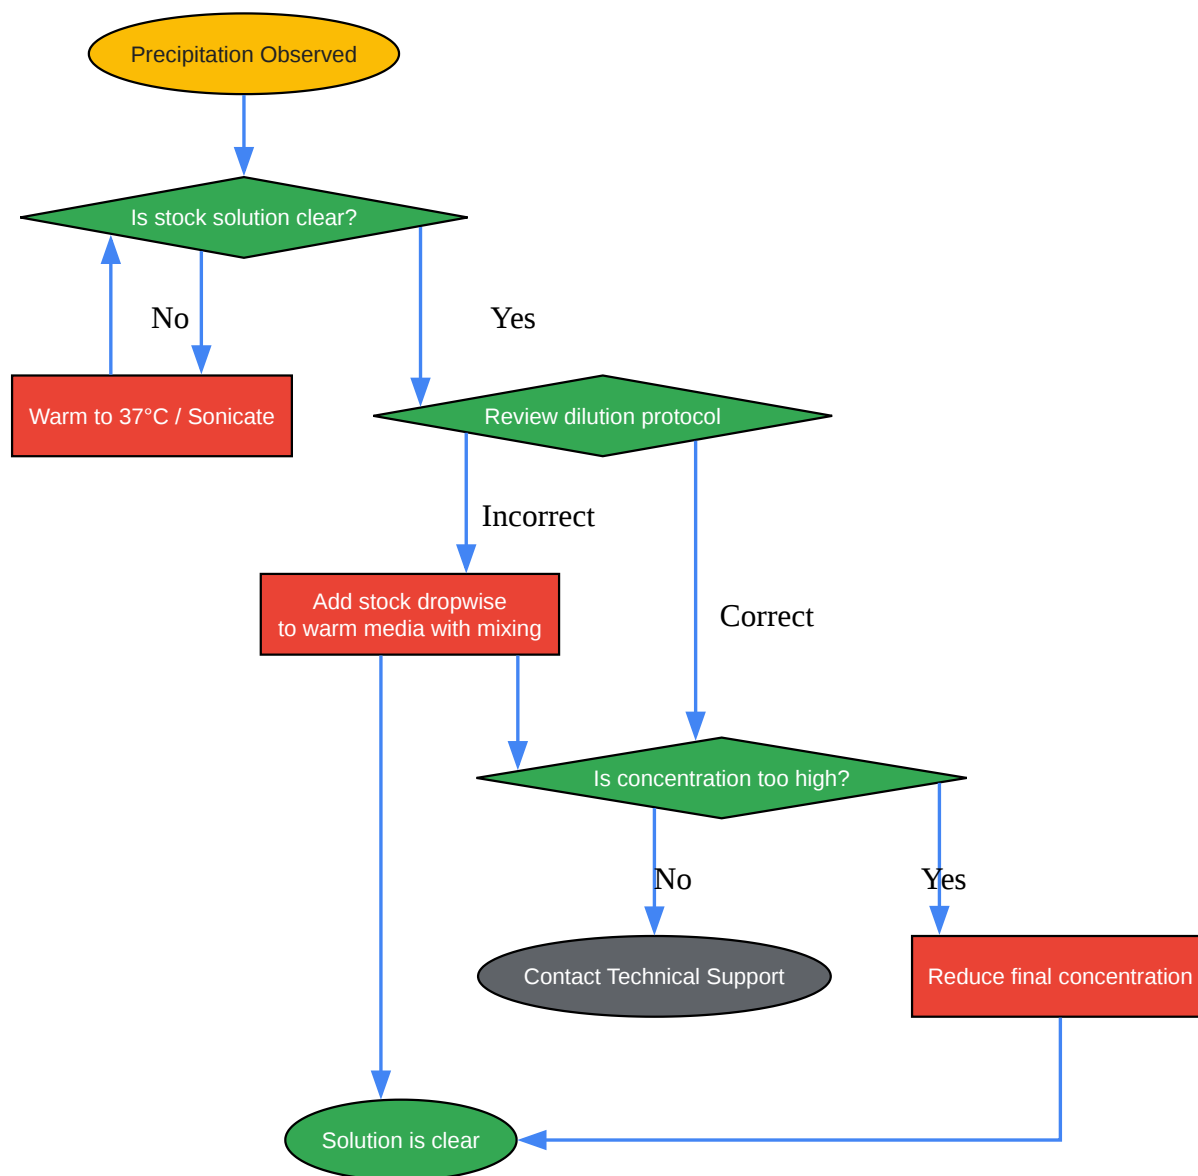 Precipitation Observed
Is stock solution clear?
No
Yes
Warm to 37°C / Sonicate
Review dilution protocol
Incorrect
Add stock dropwise
to warm media with mixing
Correct
Is concentration too high?
No
Yes
Contact Technical Support
Reduce final concentration
Solution is clear